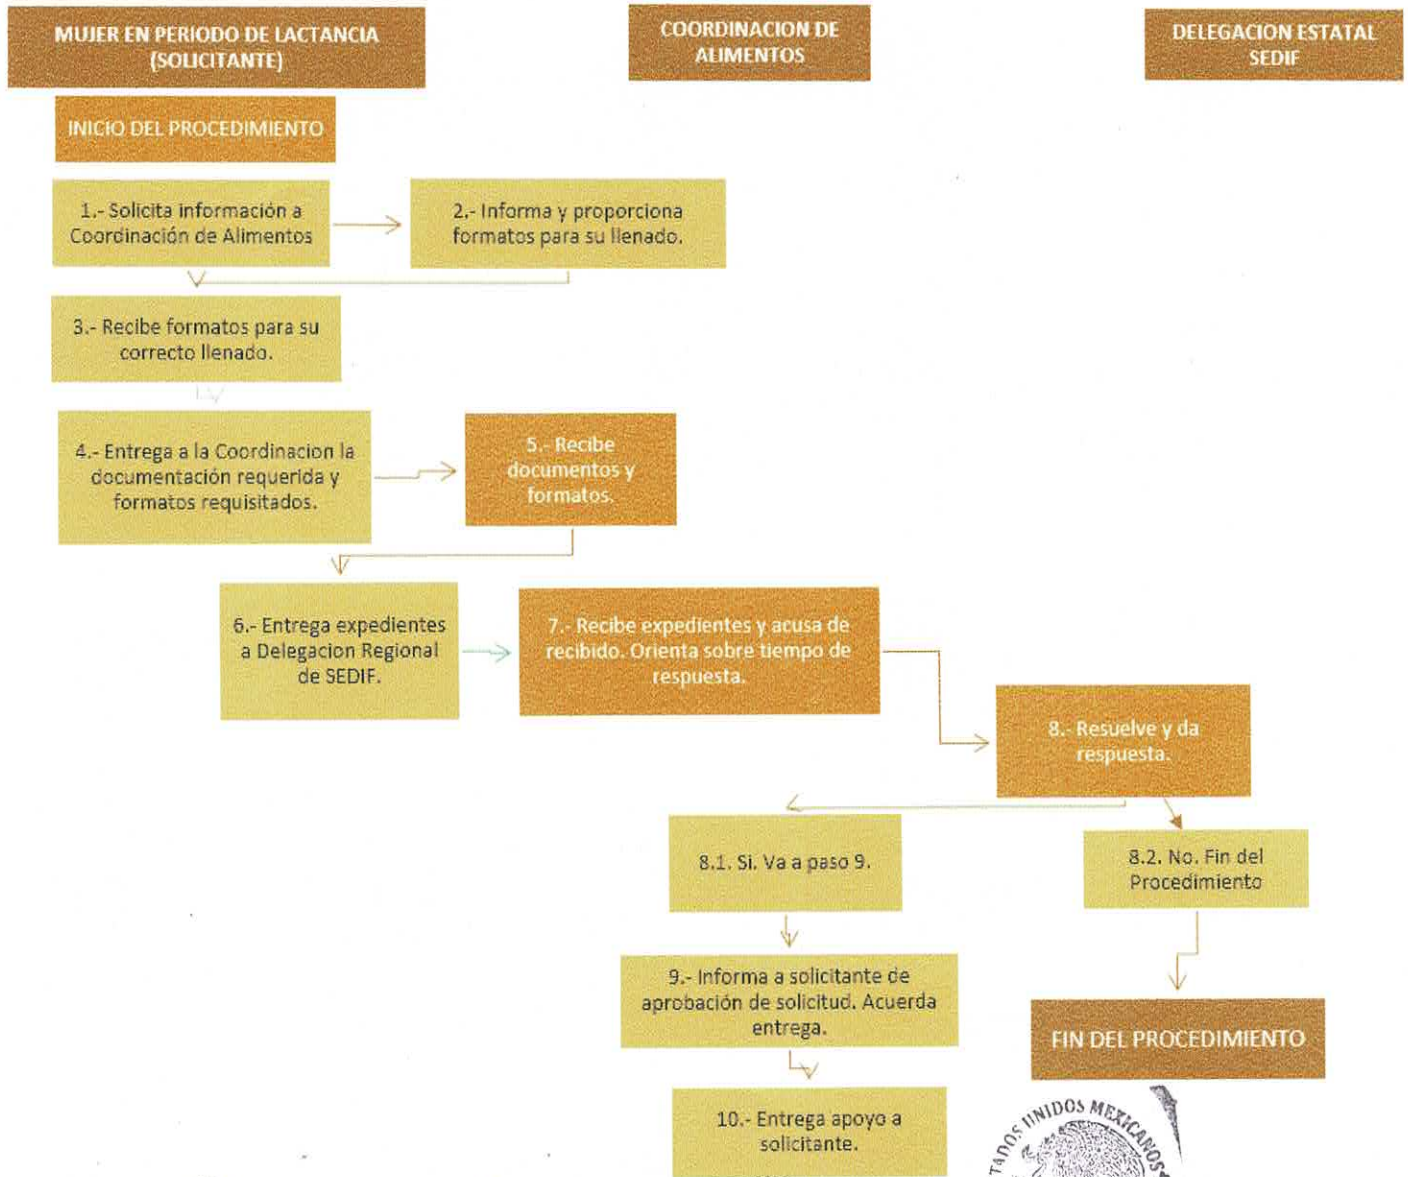 MUJER EN PERIODO DE LACTANCIA
(SOLICITANTE)
COORDINACION DE
ALIMENTOS
DELEGACION ESTATAL
SEDIF
INICIO DEL PROCEDIMIENTO
1.- Solicita información a
Coordinación de Alimentos
2.- Informa y proporciona
formatos para su llenado.
3.- Recibe formatos para su
correcto llenado.
4.- Entrega a la Coordinacion la
documentación requerida y
formatos requisitados.
5.- Recibe
documentos y
formatos.
6.- Entrega expedientes
a Delegacion Regional
de SEDIF.
7.- Recibe expedientes y acusa de
recibido. Orienta sobre tiempo de
respuesta.
8.- Resuelve y da
respuesta.
8.1. Si. Va a paso 9.
8.2. No. Fin del
Procedimiento
9.- Informa a solicitante de
aprobación de solicitud. Acuerda
entrega.
FIN DEL PROCEDIMIENTO
10.- Entrega apoyo a
solicitante.
UNIDOS MEXICANOS